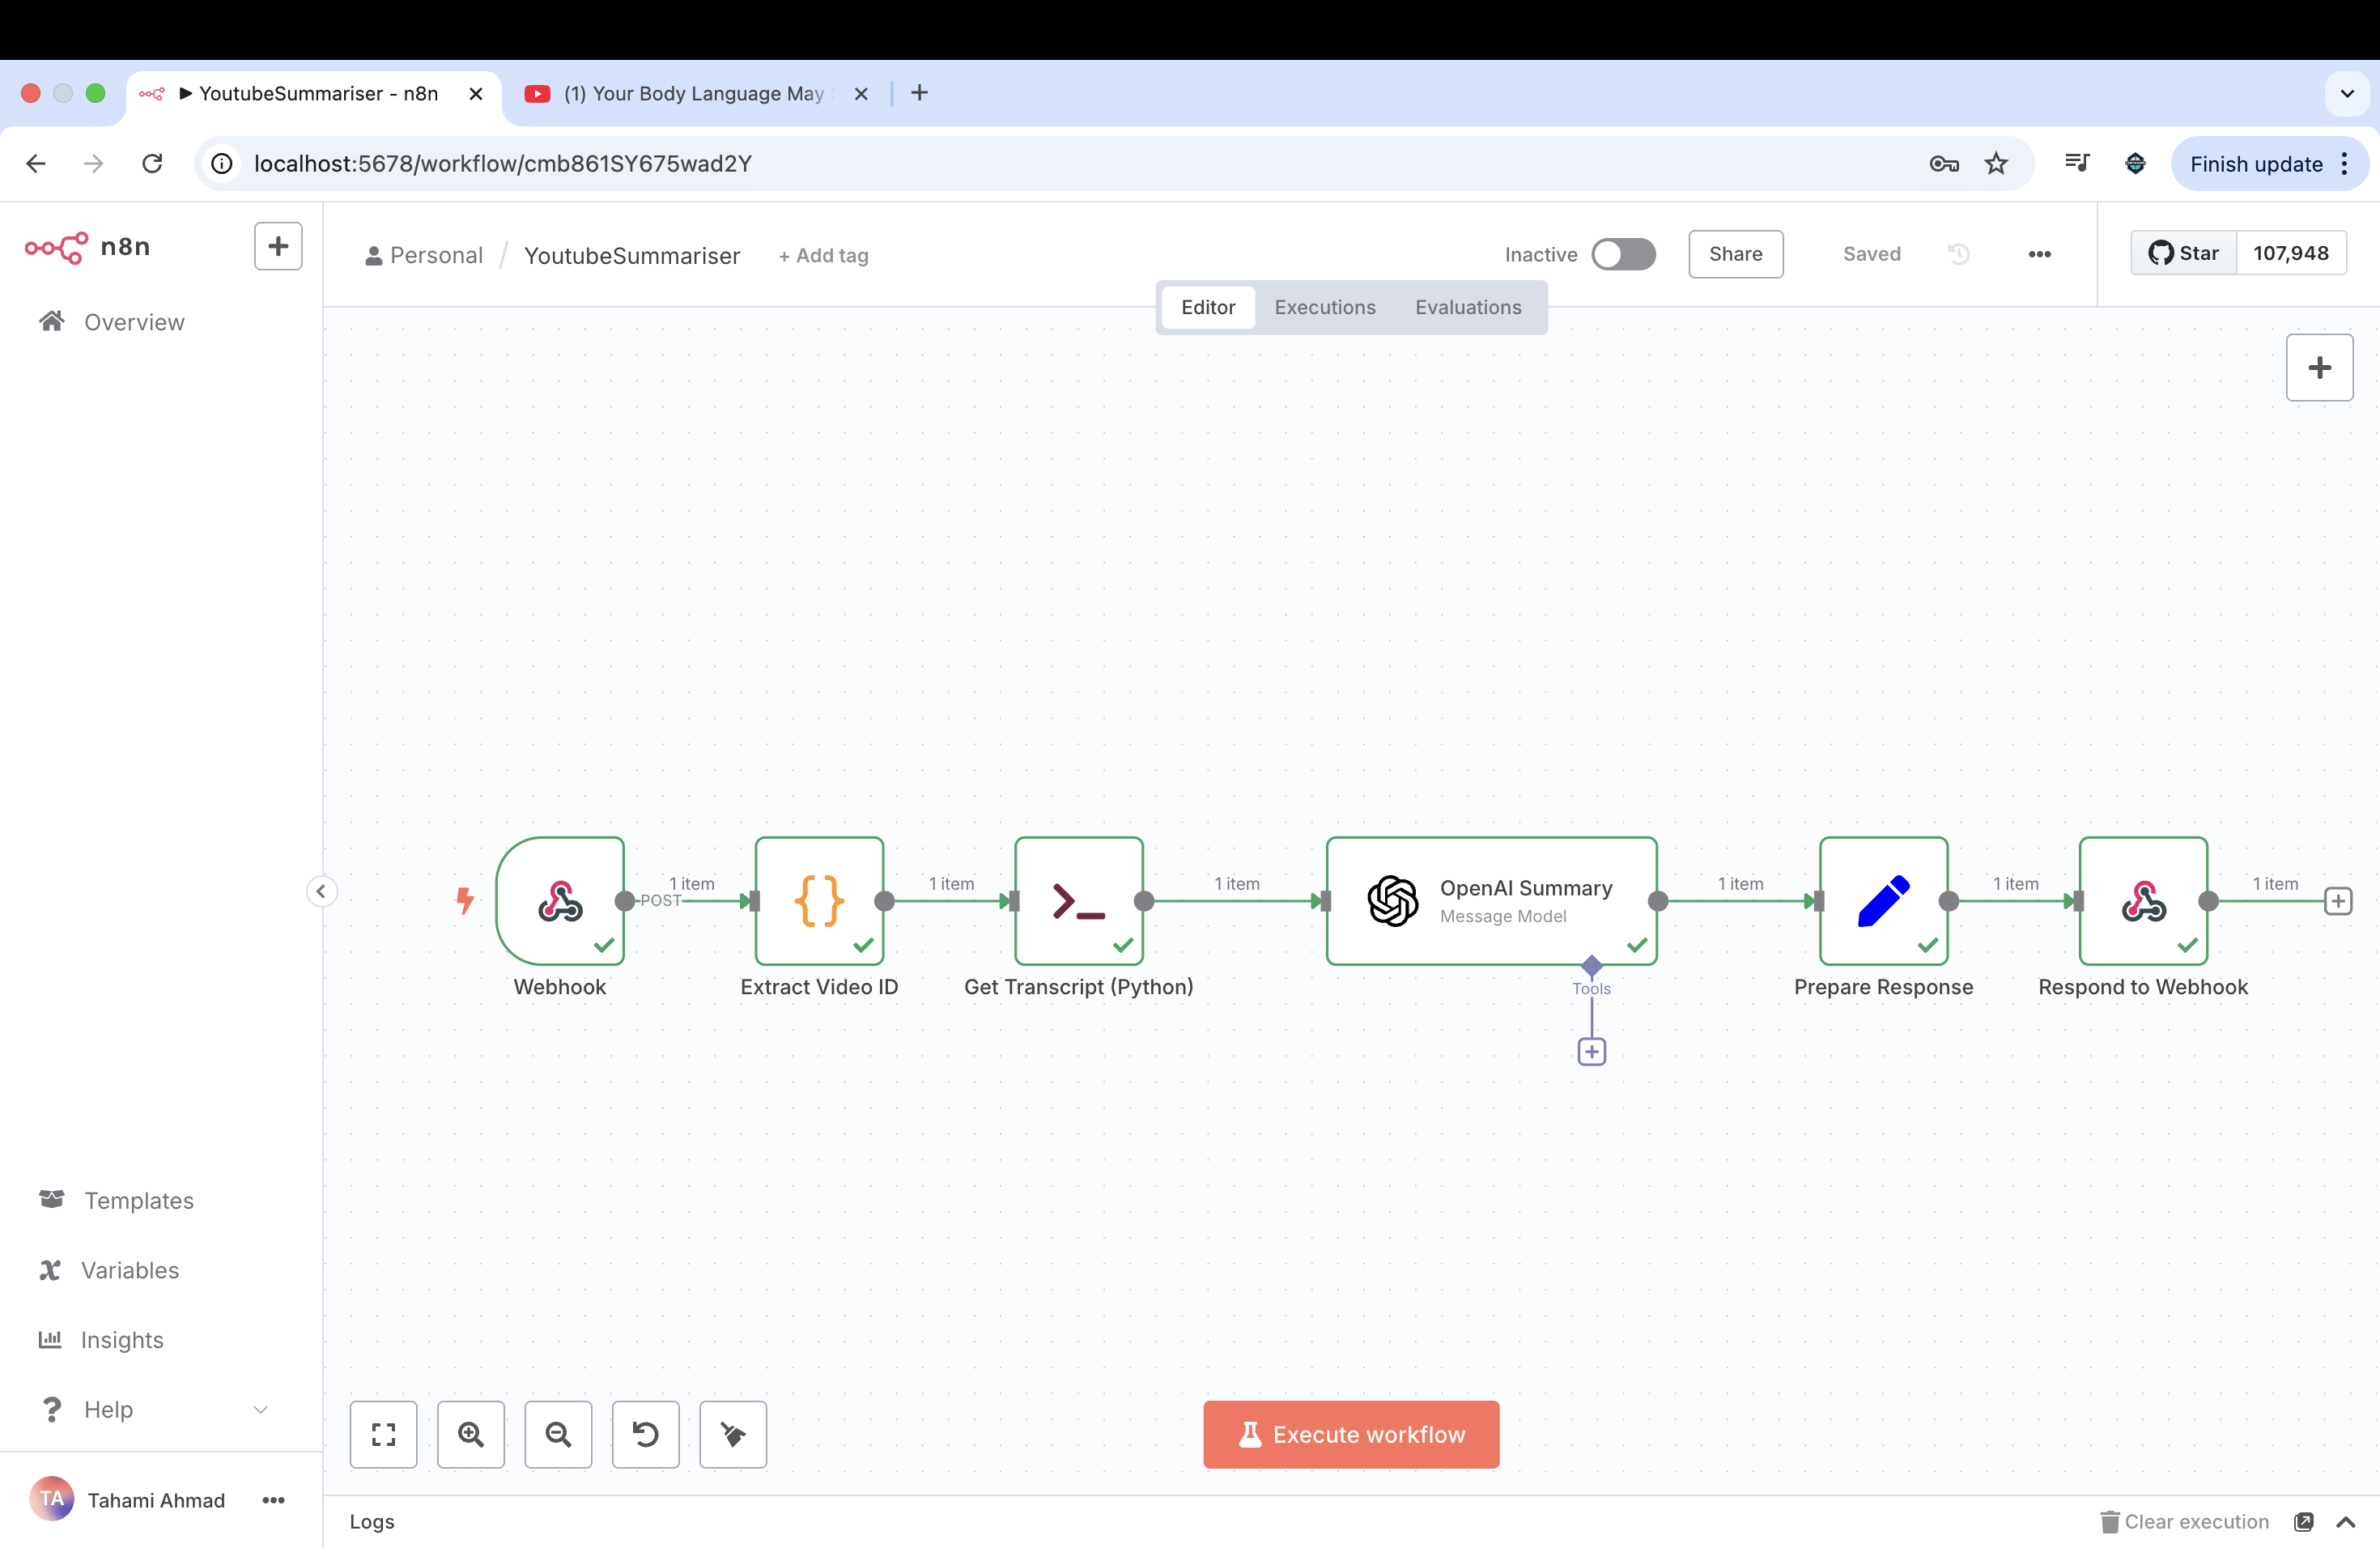 YoutubeSummariser - n8n
(1) Your Body Language May
localhost:5678/workflow/cmb861SY675wad2Y
Finish update
n8n
Personal / YoutubeSummariser + Add tag
Inactive
Share
Saved
Star 107,948
Editor Executions Evaluations
Overview
POST
1 item
1 item
1 item
1 item
1 item
1 item
OpenAI Summary
Message Model
Webhook
Extract Video ID
Get Transcript (Python)
Tools
Prepare Response
Respond to Webhook
Templates
Variables
Insights
Help
Execute workflow
TA
Tahami Ahmad
Logs
Clear execution